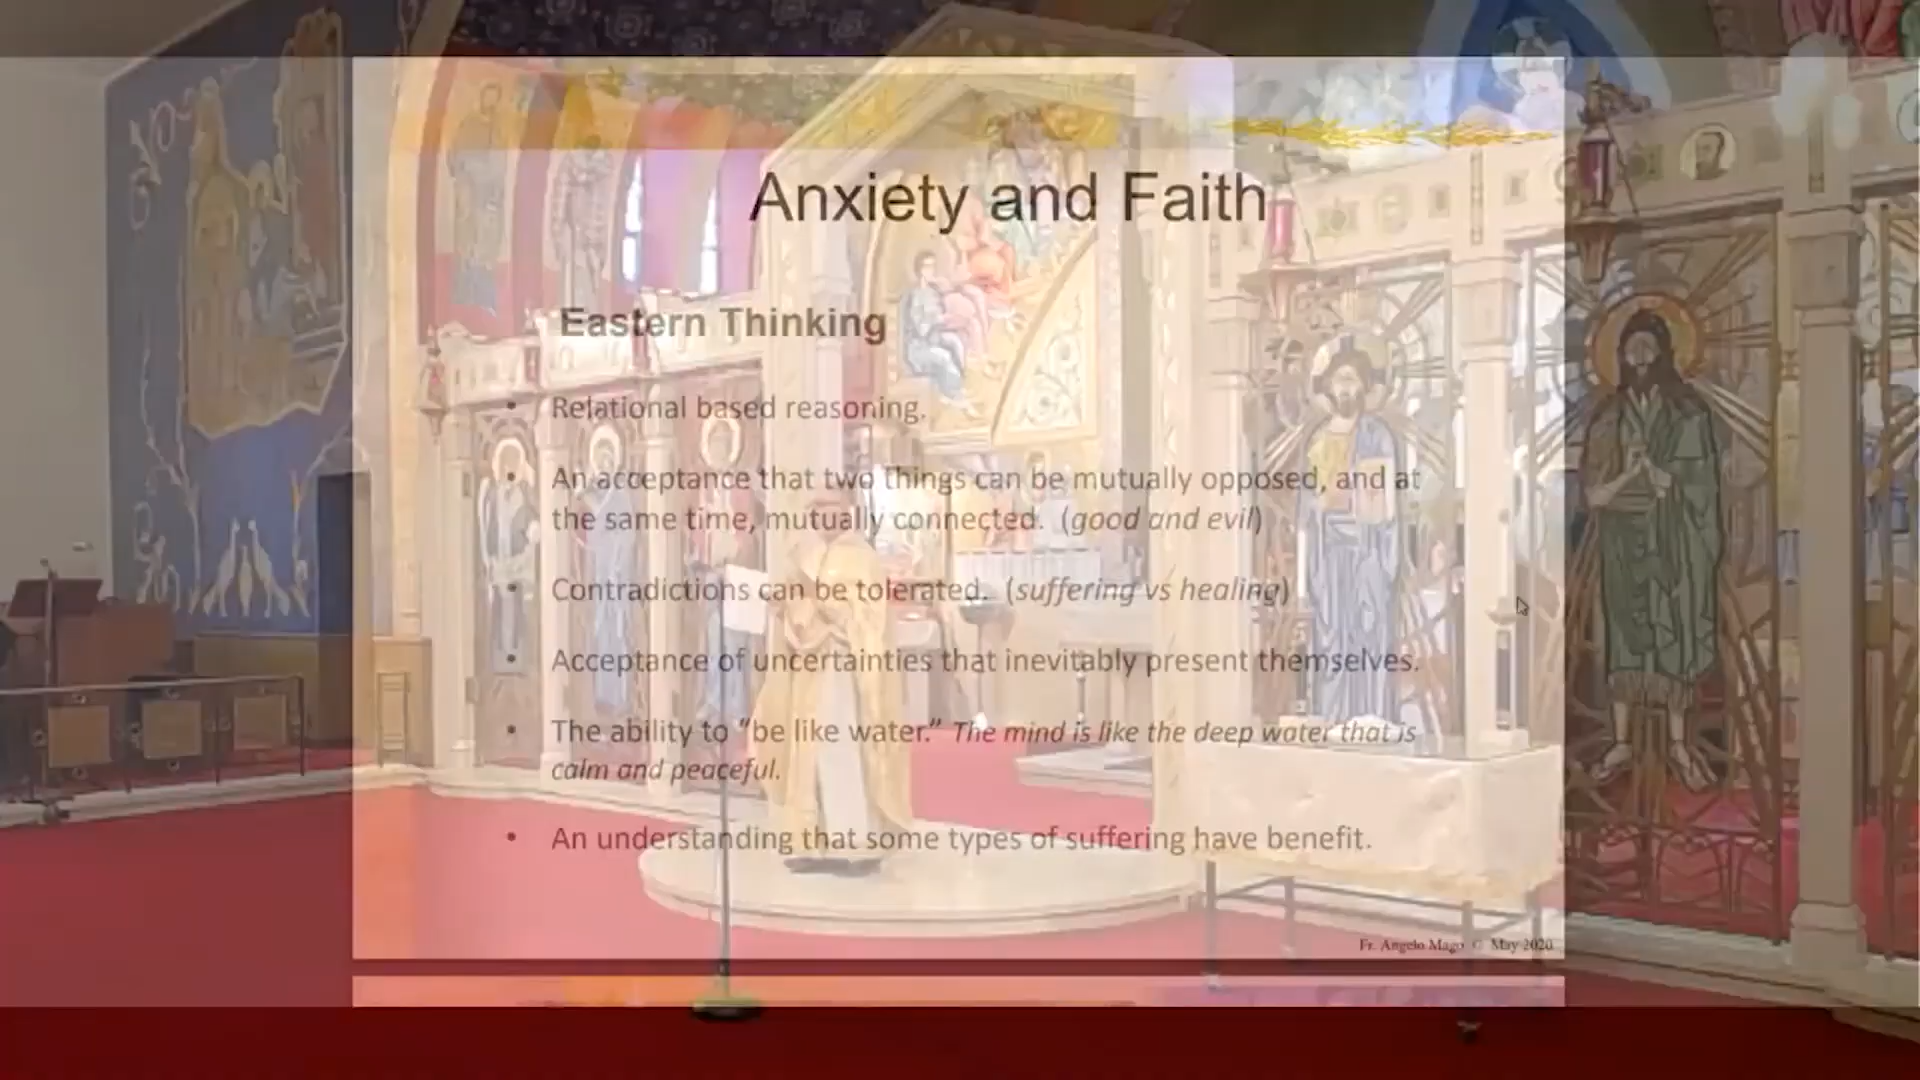 Anxiety and Faith
Eastern Thinking
• Relational based reasoning.
• An acceptance that two things can be mutually opposed, and at
the same time, mutually connected. (good and evil)
• Contradictions can be tolerated. (suffering vs healing)
• Acceptance of uncertainties that inevitably present themselves.
• The ability to “be like water.” The mind is like the deep water that is
calm and peaceful.
• An understanding that some types of suffering have benefit.
Fr. Angelo Mago © May 2020